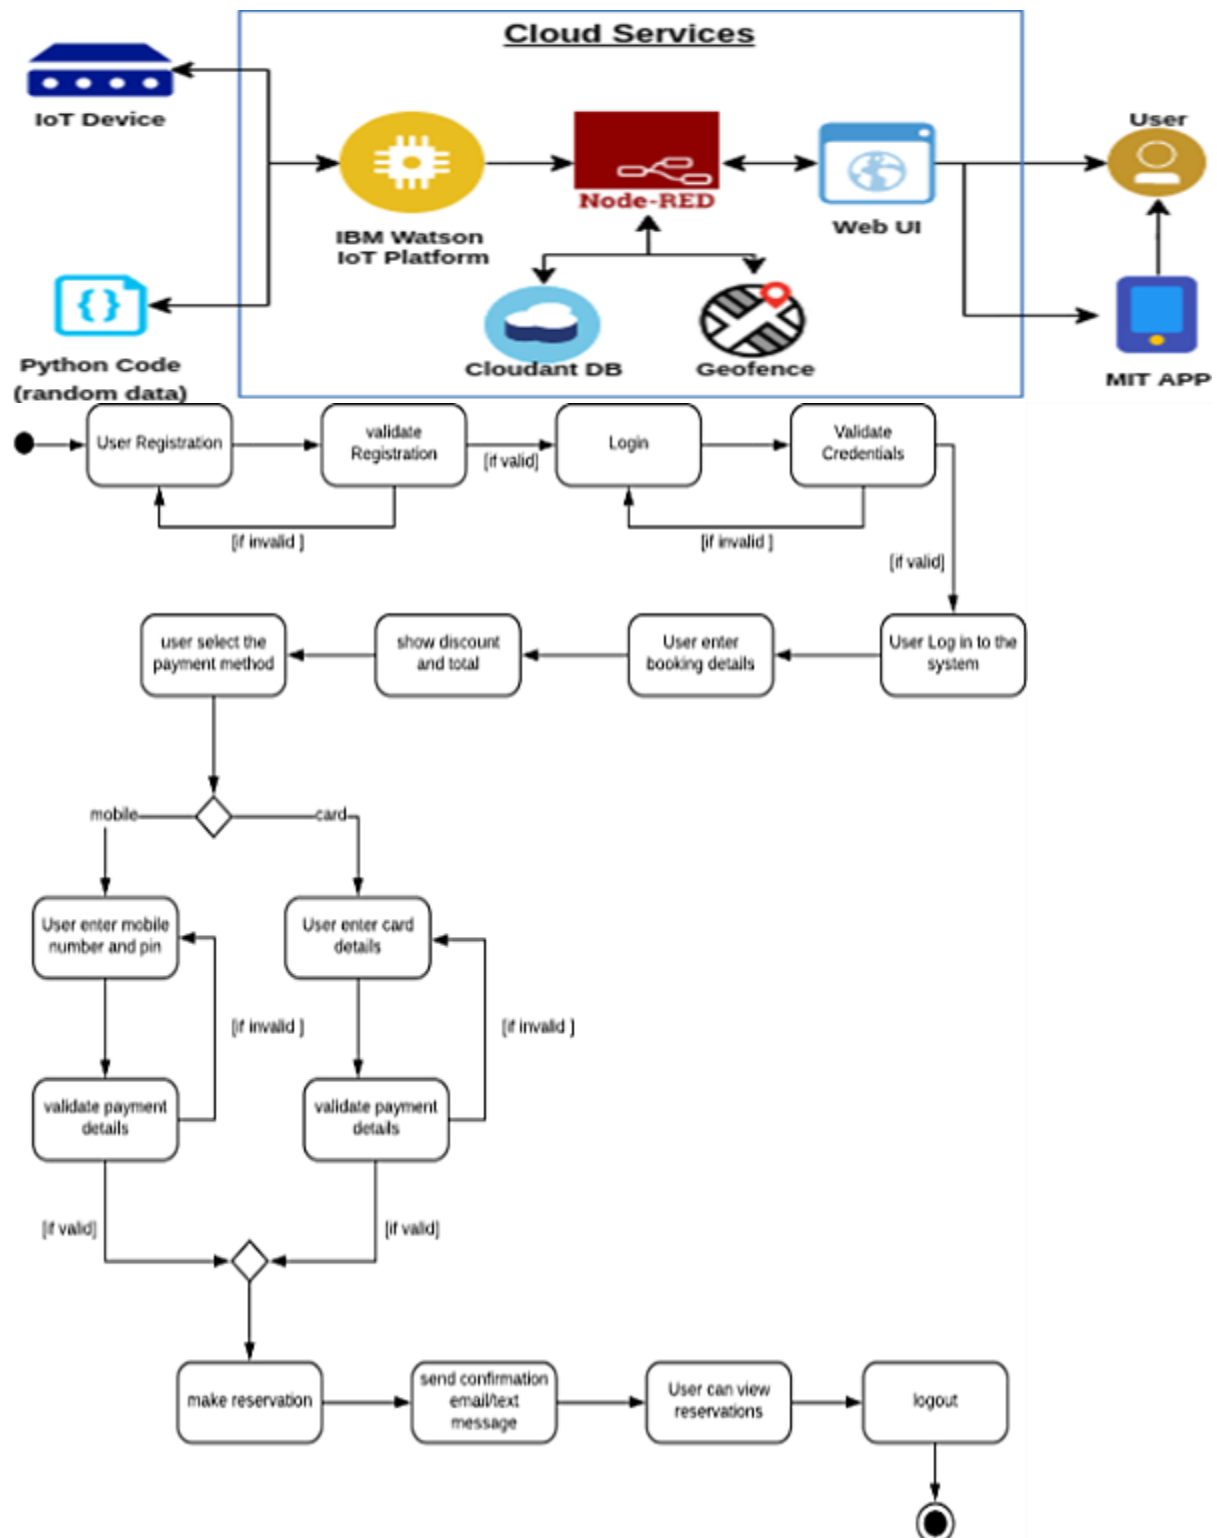 Cloud Services
IoT Device
User
Node-RED
Web UI
IBM Watson
IoT Platform
Python Code
(random data)
Cloudant DB
Geofence
MIT APP
User Registration
validate
Registration
[if valid]
Login
Validate
Credentials
[if invalid ]
[if invalid ]
[if valid]
user select the
payment method
show discount
and total
User enter
booking details
User Log in to the
system
mobile
card
User enter mobile
number and pin
User enter card
details
[if invalid ]
[if invalid ]
validate payment
details
validate payment
details
[if valid]
[if valid]
make reservation
send confirmation
email/text
message
User can view
reservations
logout